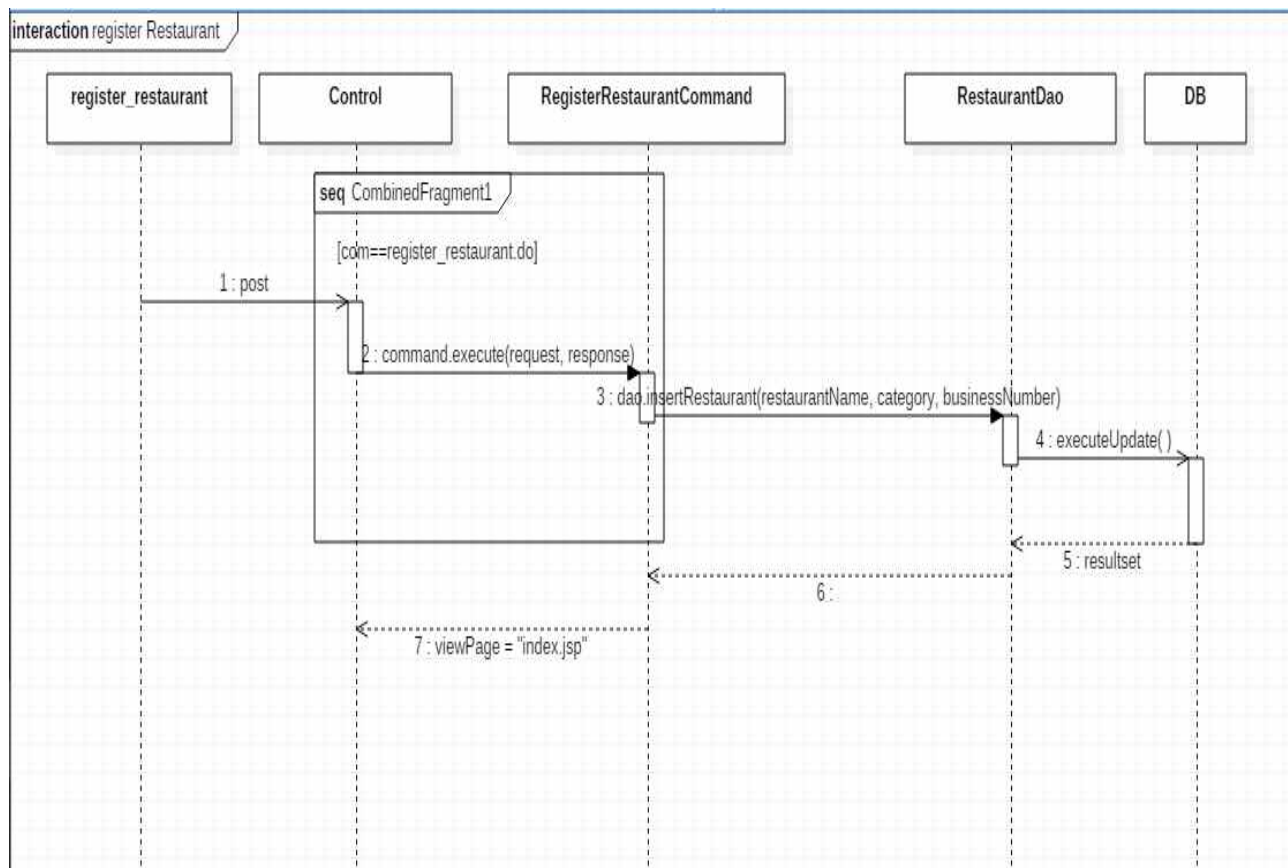 interaction register Restaurant
register_restaurant
Control
RegisterRestaurantCommand
RestaurantDao
DB
seq CombinedFragment1
[com==register_restaurant.do]
1 : post
2 : command.execute(request, response)
3 : dao.insertRestaurant(restaurantName, category, businessNumber)
4 : executeUpdate( )
5 : resultset
6 :
7 : viewPage = "index.jsp"